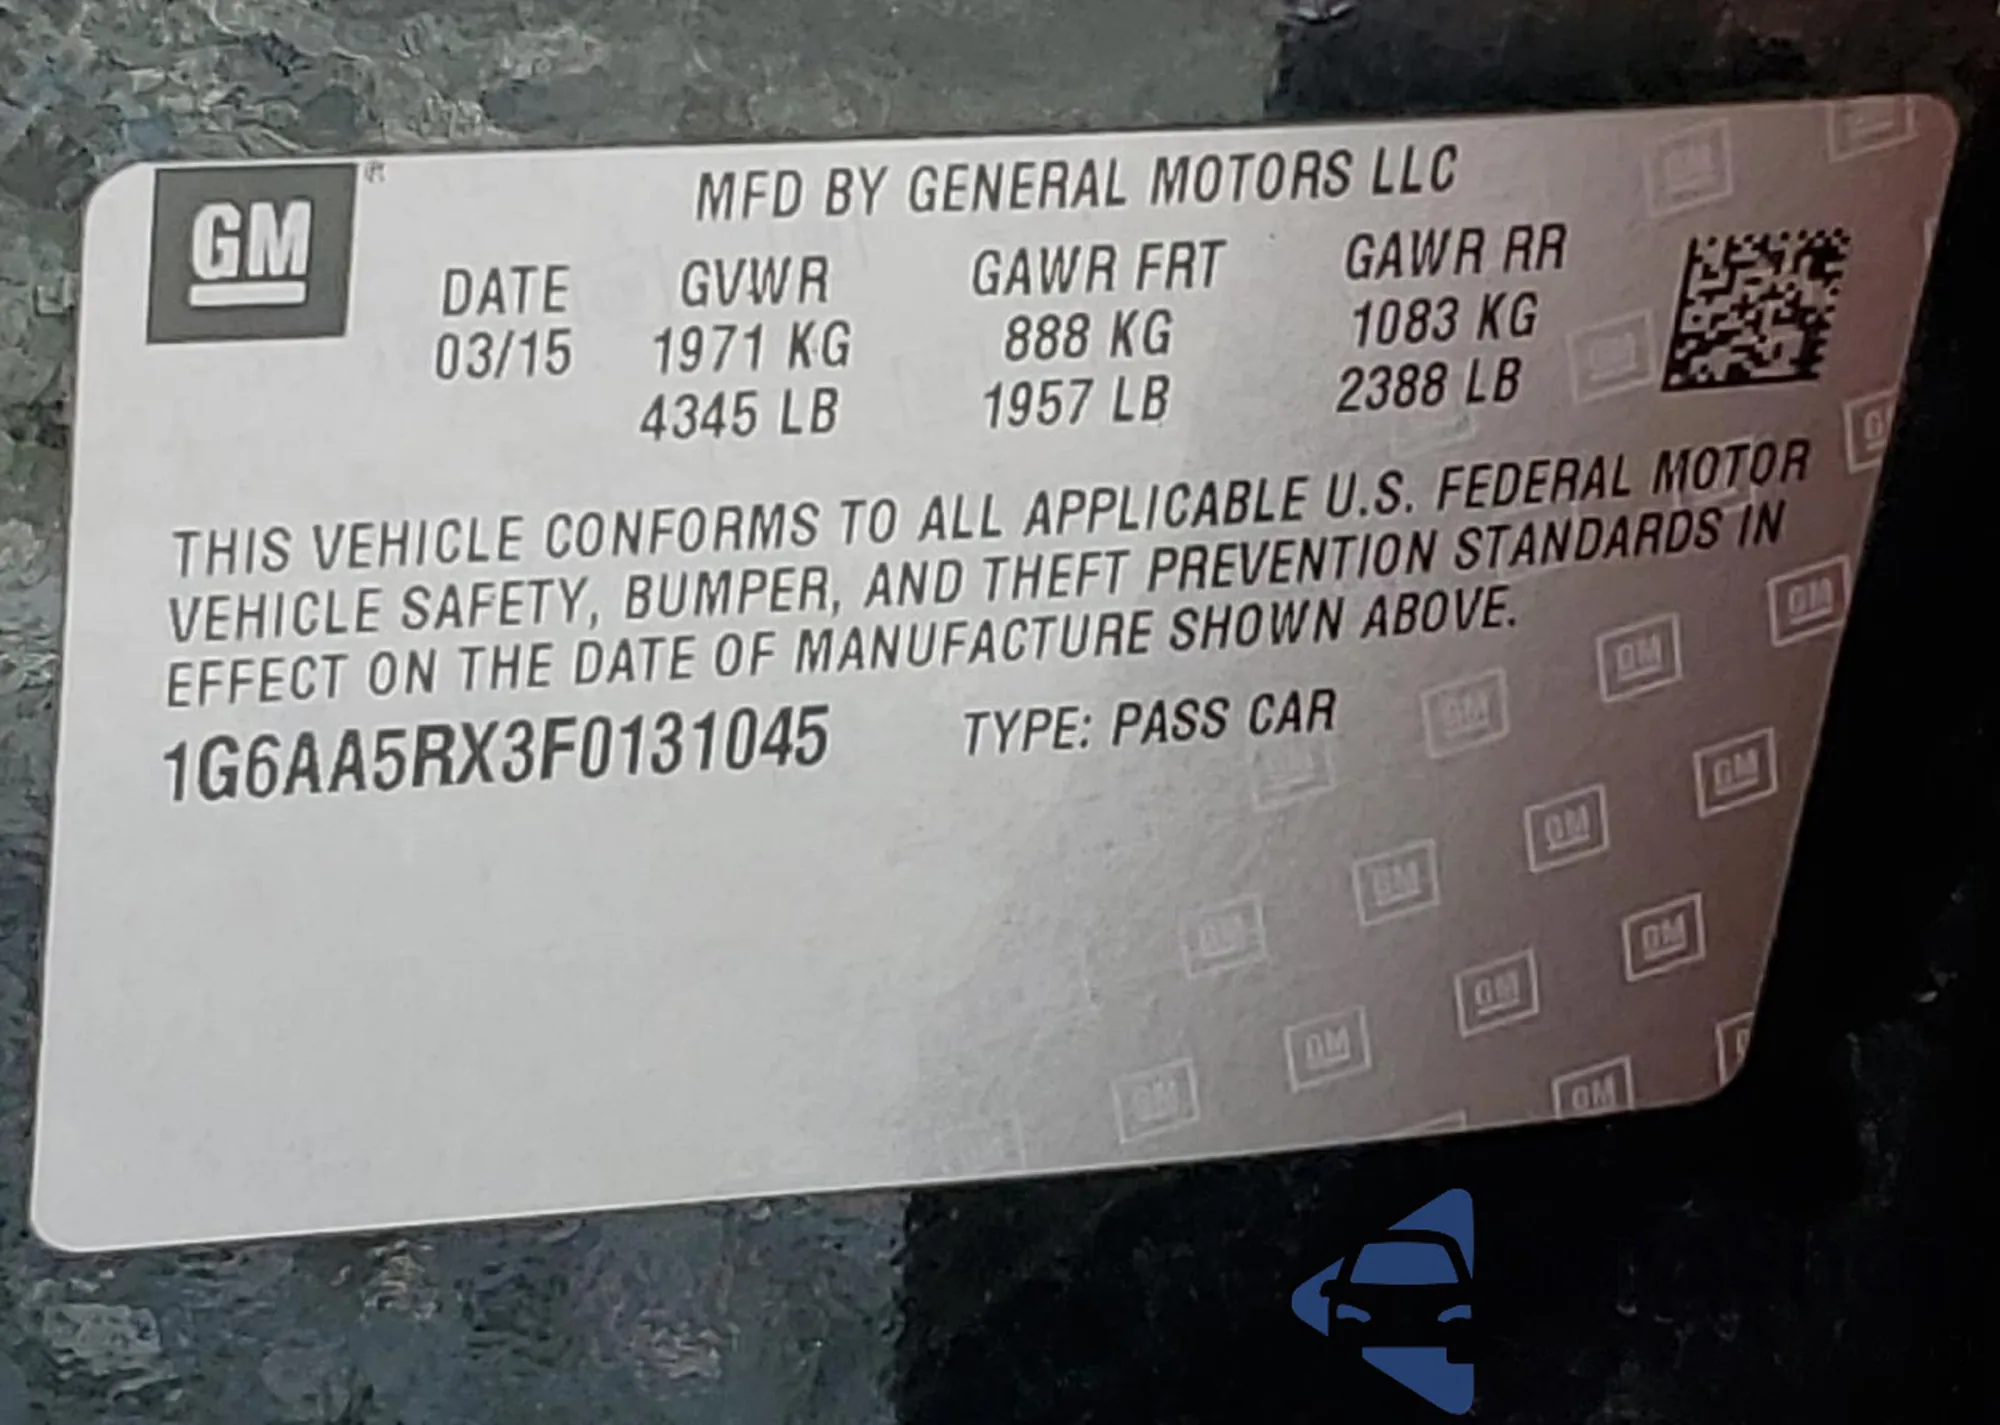 GM ®
MFD BY GENERAL MOTORS LLC
DATE GVWR GAWR FRT GAWR RR
03/15 1971 KG 888 KG 1083 KG
4345 LB 1957 LB 2388 LB
THIS VEHICLE CONFORMS TO ALL APPLICABLE U.S. FEDERAL MOTOR
VEHICLE SAFETY, BUMPER, AND THEFT PREVENTION STANDARDS IN
EFFECT ON THE DATE OF MANUFACTURE SHOWN ABOVE.
1G6AA5RX3F0131045 TYPE: PASS CAR